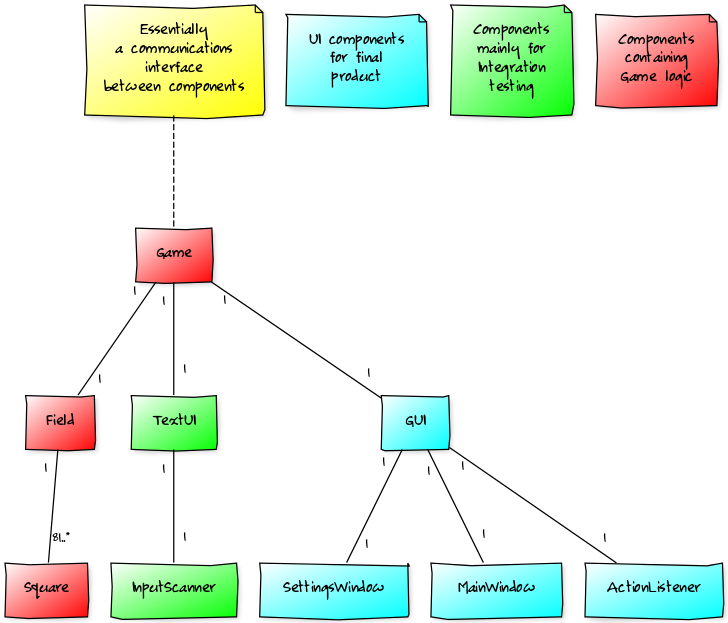 Essentially
a communications
interface
between components
UI components
for final
product
Components
mainly for
Integration
testing
Components
containing
Game logic
Game
1
1
1
1
1
1
Field
TextUI
GUI
1
1
1
1
1
81..*
1
1
1
1
Square
InputScanner
SettingsWindow
MainWindow
ActionListener